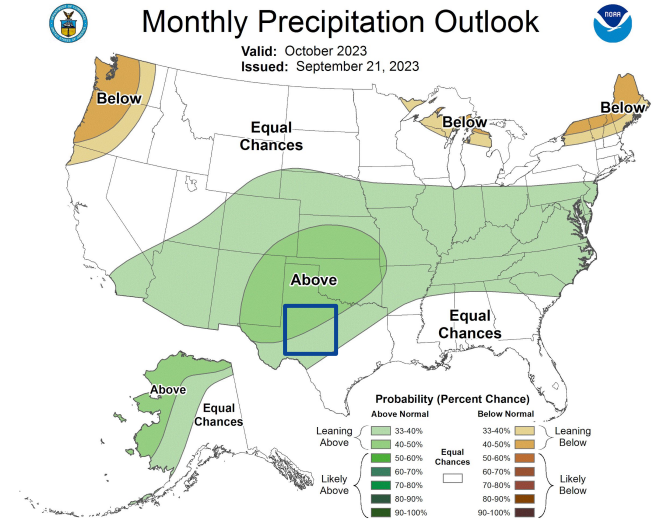 Monthly Precipitation Outlook
NOAA
Valid: October 2023
Issued: September 21, 2023
Below
Equal
Chances
Below
Below
Above
Equal
Chances
Above
Equal
Chances
Probability (Percent Chance)
Above Normal
Below Normal
Leaning
Above
33-40%
40-50%
50-60%
60-70%
70-80%
80-90%
90-100%
Likely
Above
Equal
Chances
33-40%
40-50%
50-60%
60-70%
70-80%
80-90%
90-100%
Leaning
Below
Likely
Below